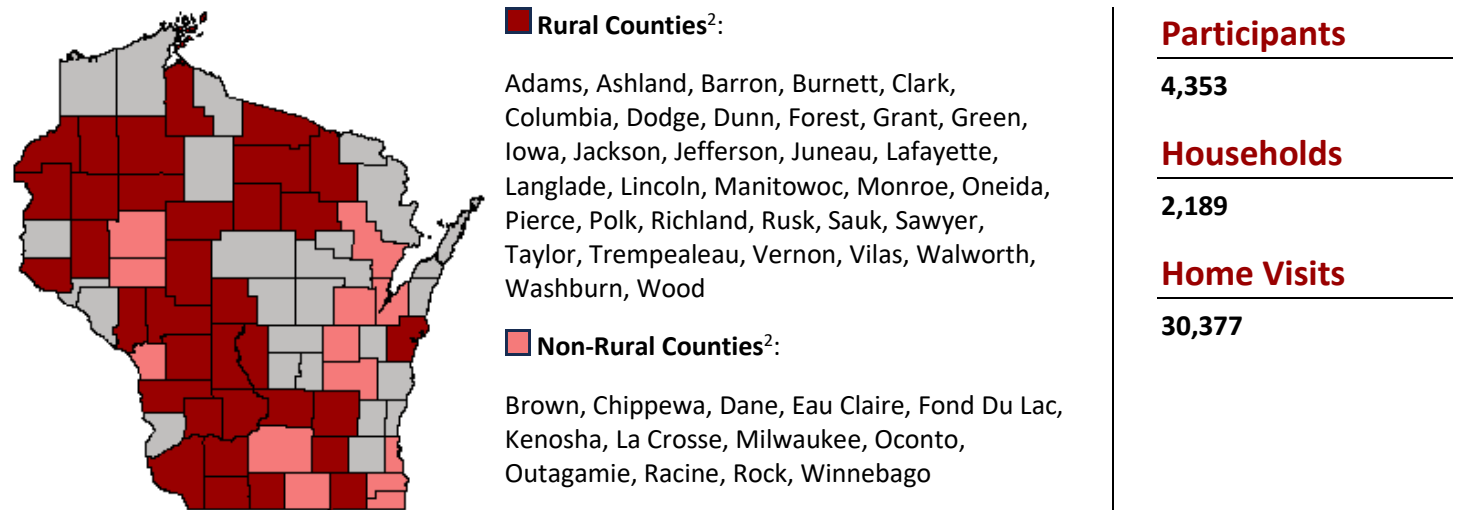 Rural Counties²:
Adams, Ashland, Barron, Burnett, Clark,
Columbia, Dodge, Dunn, Forest, Grant, Green,
Iowa, Jackson, Jefferson, Juneau, Lafayette,
Langlade, Lincoln, Manitowoc, Monroe, Oneida,
Pierce, Polk, Richland, Rusk, Sauk, Sawyer,
Taylor, Trempealeau, Vernon, Vilas, Walworth,
Washburn, Wood
Non-Rural Counties²:
Brown, Chippewa, Dane, Eau Claire, Fond Du Lac,
Kenosha, La Crosse, Milwaukee, Oconto,
Outagamie, Racine, Rock, Winnebago
Participants
4,353
Households
2,189
Home Visits
30,377